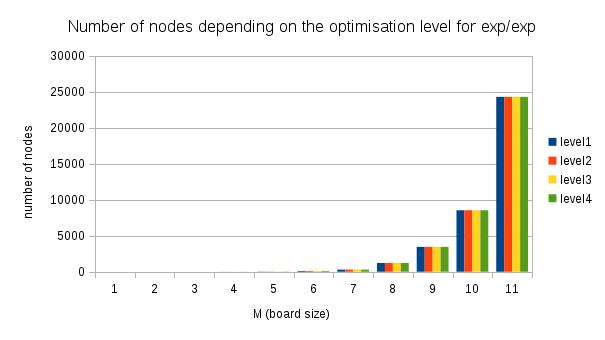 Number of nodes depending on the optimisation level for exp/exp
30000
25000
20000
15000
10000
5000
0
number of nodes
1 2 3 4 5 6 7 8 9 10 11
M (board size)
level1
level2
level3
level4